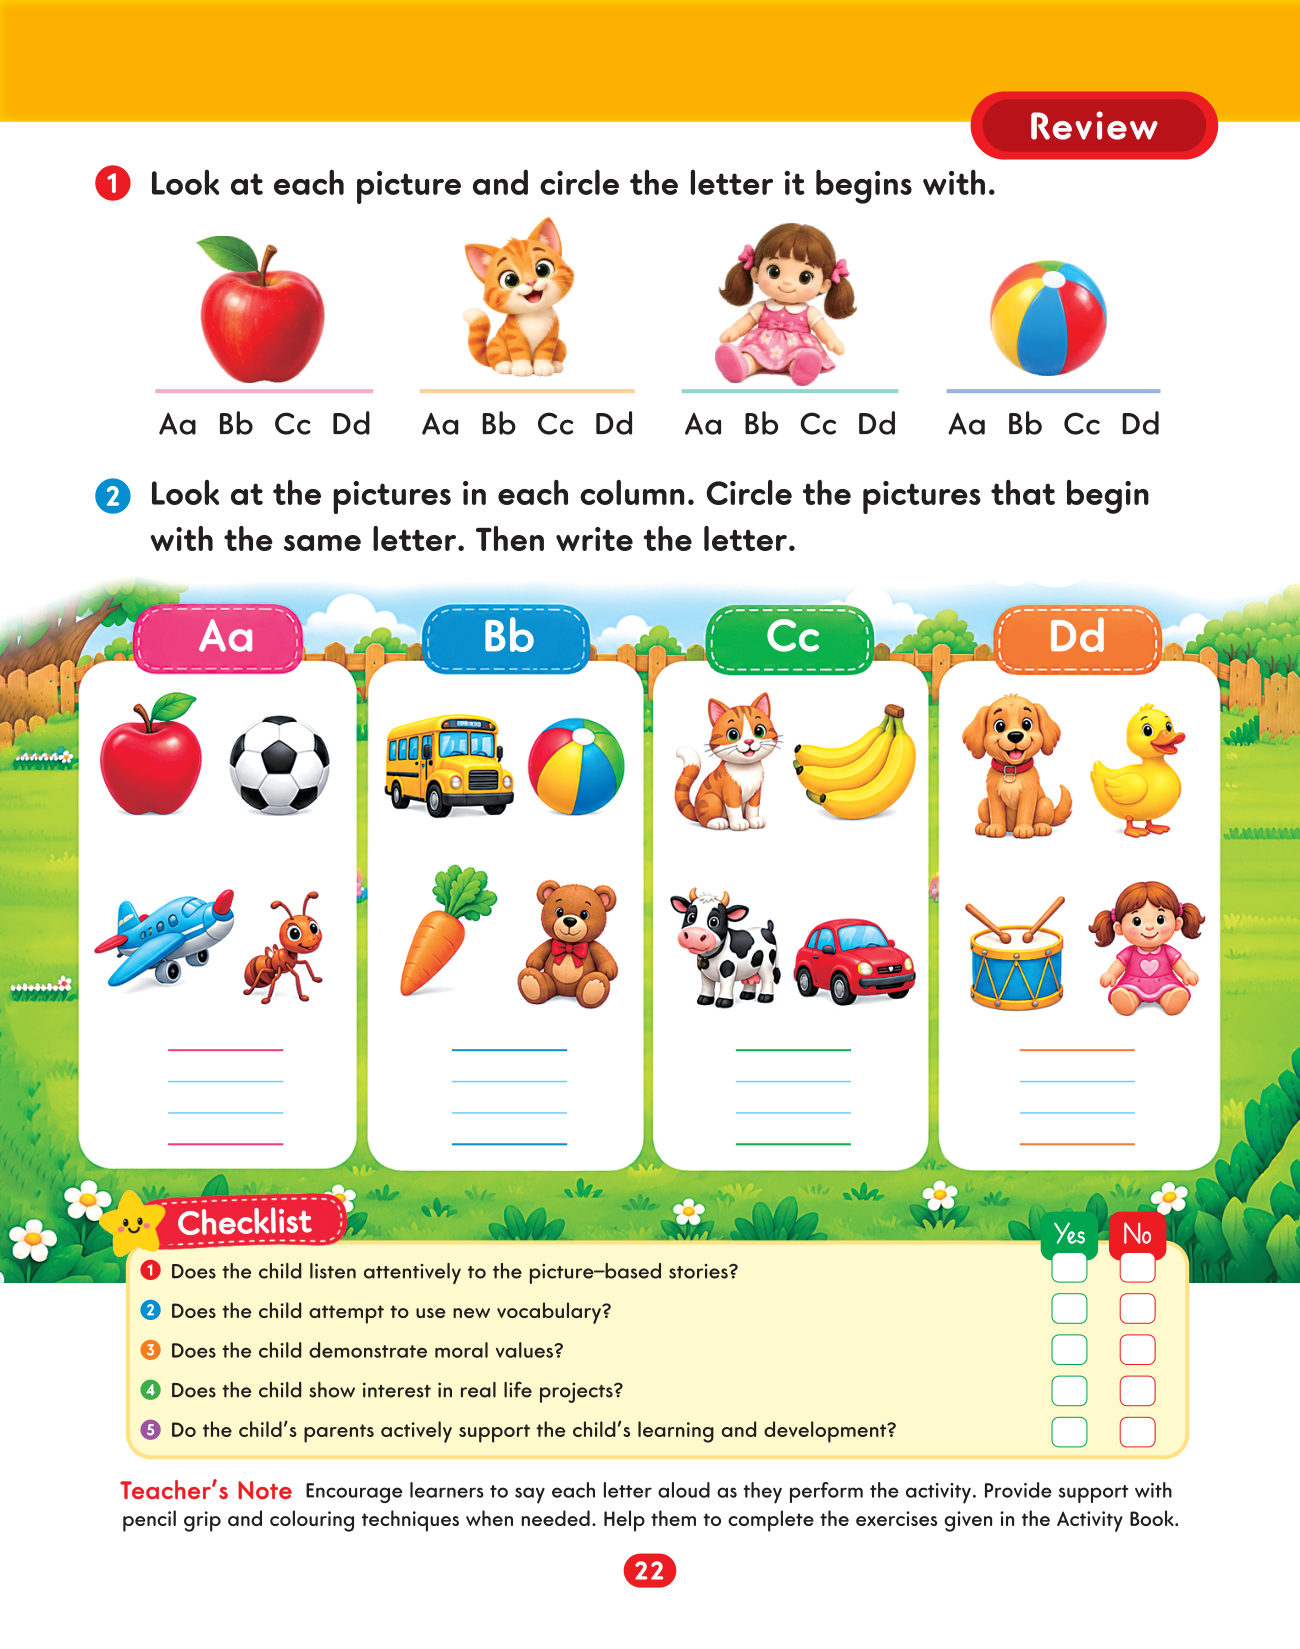 Review
1 Look at each picture and circle the letter it begins with.
Aa Bb Cc Dd
Aa Bb Cc Dd
Aa Bb Cc Dd
Aa Bb Cc Dd
2 Look at the pictures in each column. Circle the pictures that begin
with the same letter. Then write the letter.
Aa
Bb
Cc
Dd
Checklist
Yes
No
1 Does the child listen attentively to the picture–based stories?
2 Does the child attempt to use new vocabulary?
3 Does the child demonstrate moral values?
4 Does the child show interest in real life projects?
5 Do the child's parents actively support the child's learning and development?
Teacher's Note Encourage learners to say each letter aloud as they perform the activity. Provide support with
pencil grip and colouring techniques when needed. Help them to complete the exercises given in the Activity Book.
22